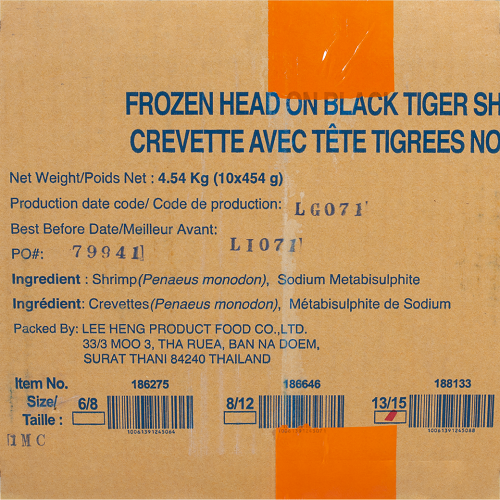 FROZEN HEAD ON BLACK TIGER SH
CREVETTE AVEC TÊTE TIGREES NO
Net Weight/Poids Net : 4.54 Kg (10x454 g)
Production date code/ Code de production: LG071
Best Before Date/Meilleur Avant: LI071
PO#: 79941
Ingredient : Shrimp(Penaeus monodon), Sodium Metabisulphite
Ingrédient: Crevettes(Penaeus monodon), Métabisulphite de Sodium
Packed By: LEE HENG PRODUCT FOOD CO.,LTD.
33/3 MOO 3, THA RUEA, BAN NA DOEM,
SURAT THANI 84240 THAILAND
Item No. 186275 186646 188133
Size/ Taille : 6/8 8/12 13/15
10061391245064 10061391245068
1MC